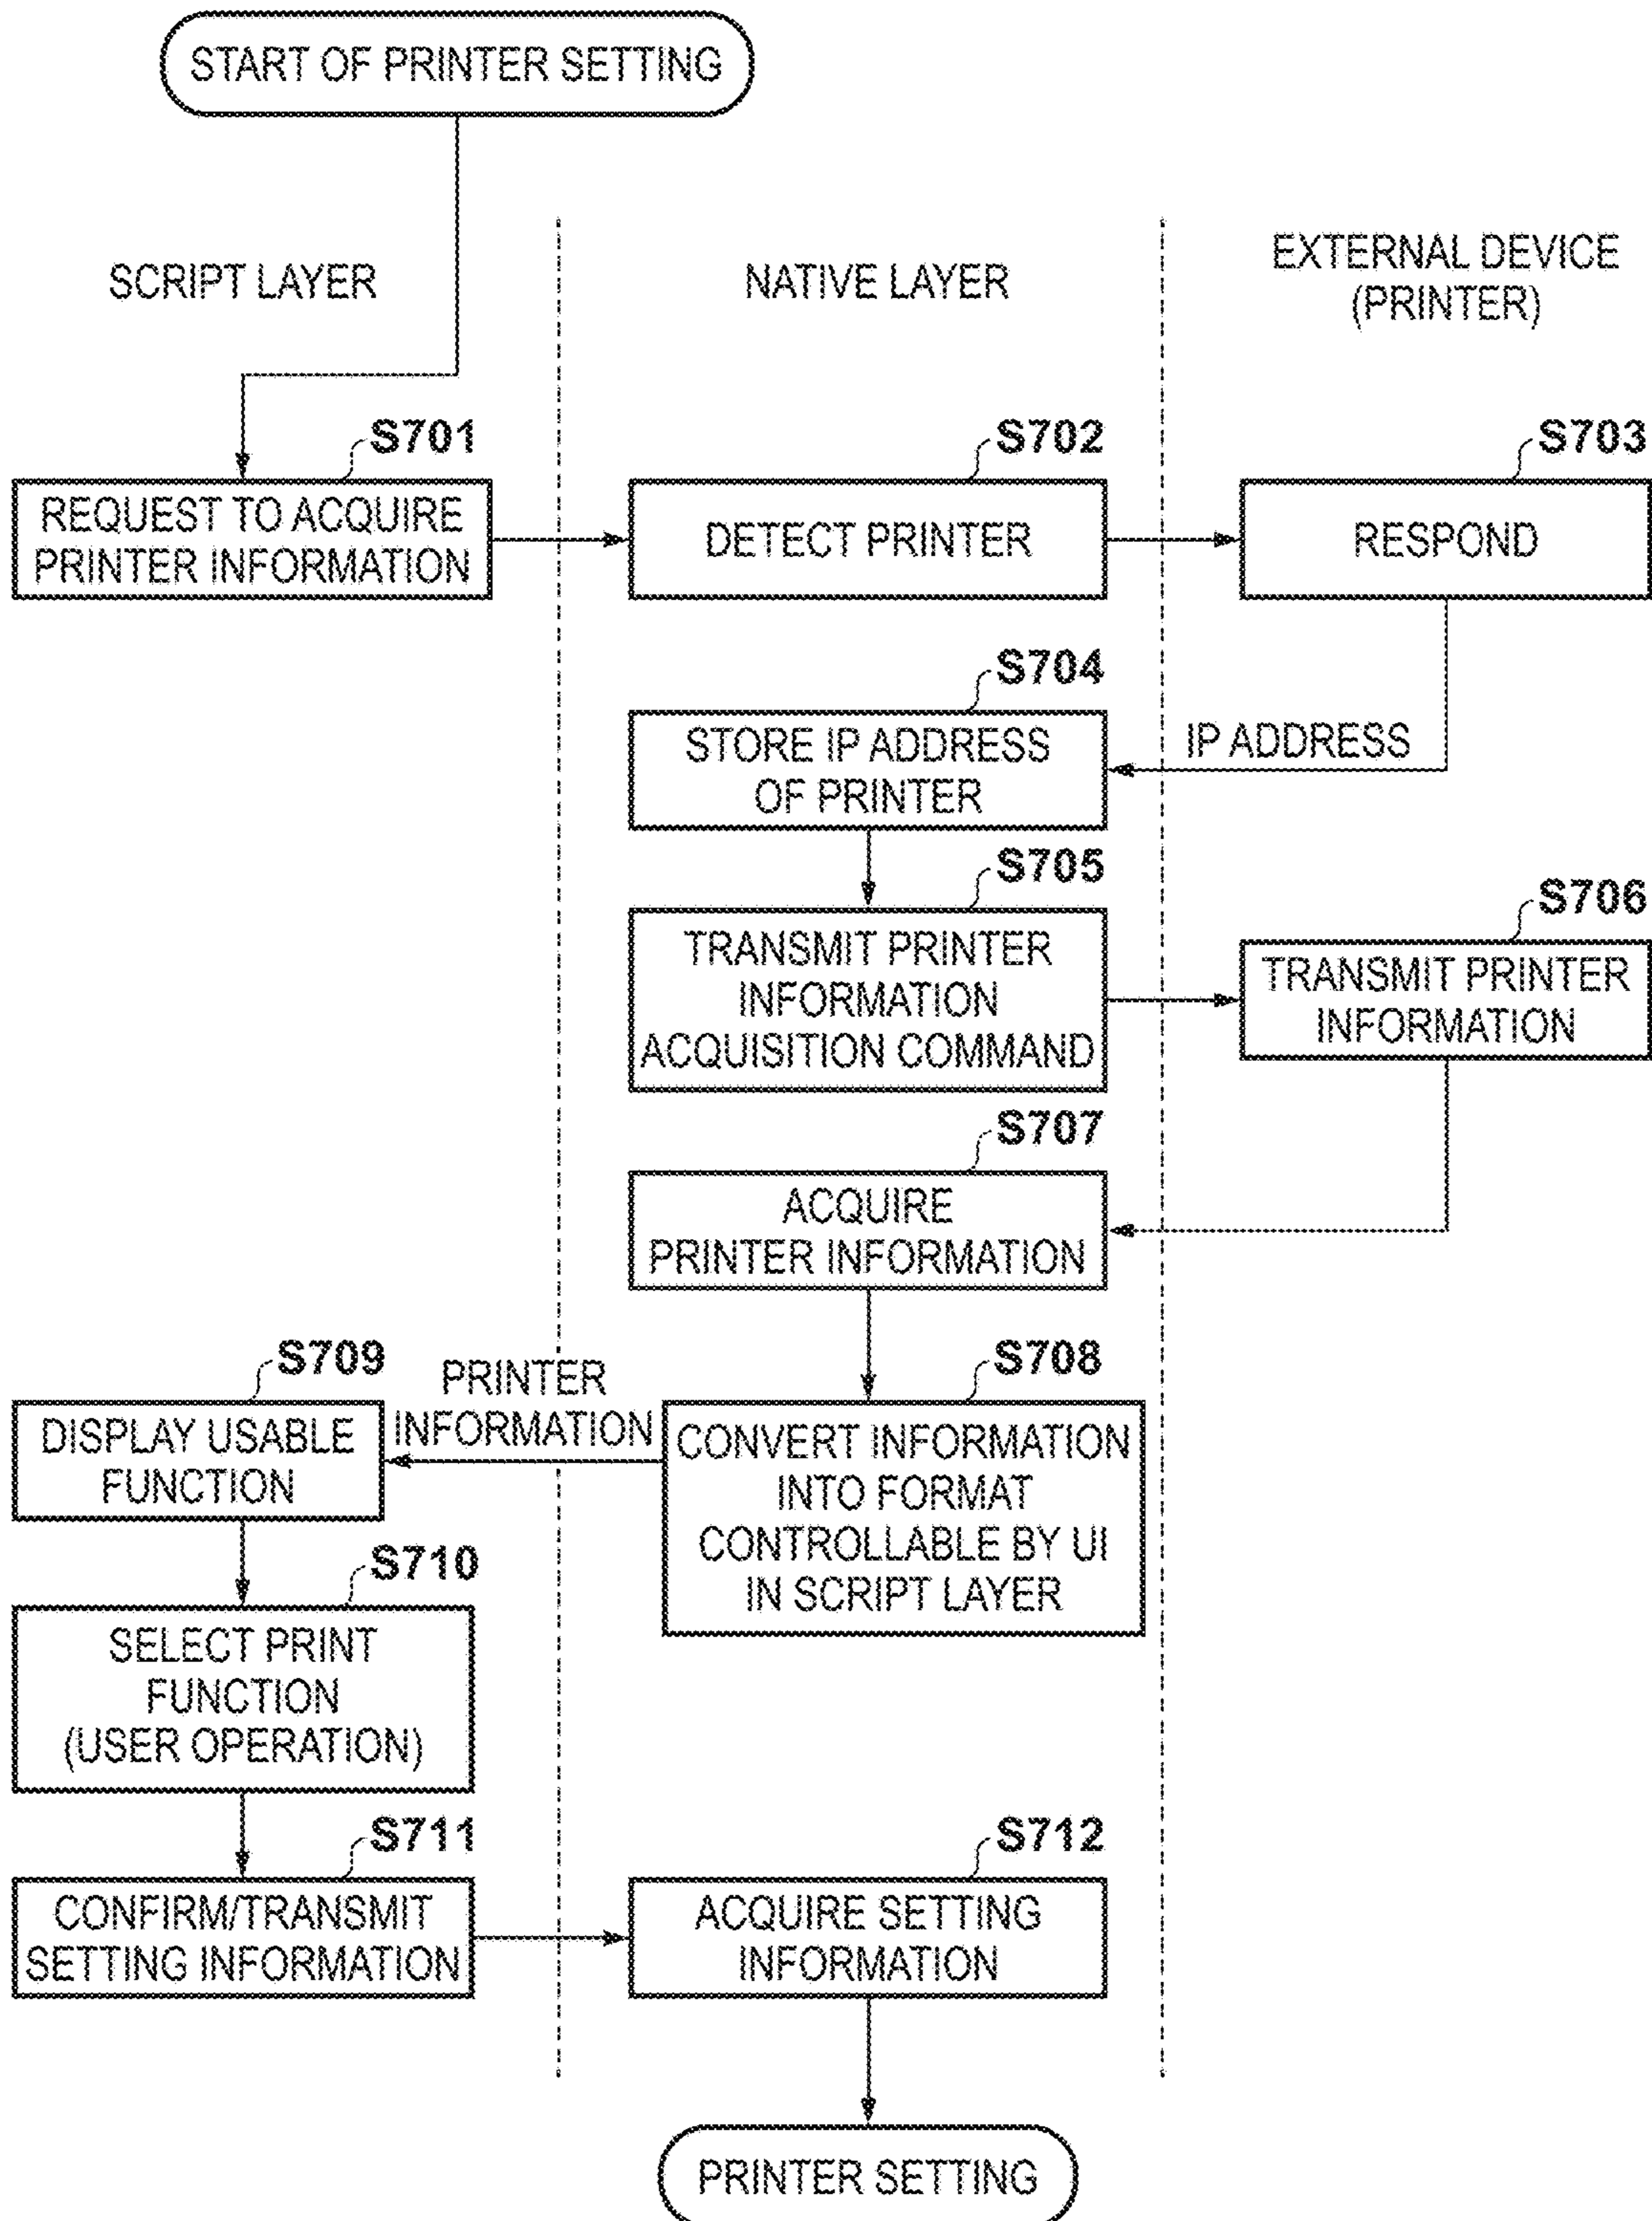 START OF PRINTER SETTING
SCRIPT LAYER
NATIVE LAYER
EXTERNAL DEVICE
(PRINTER)
S701
REQUEST TO ACQUIRE
PRINTER INFORMATION
S702
DETECT PRINTER
S703
RESPOND
S704
STORE IP ADDRESS
OF PRINTER
IP ADDRESS
S705
TRANSMIT PRINTER
INFORMATION
ACQUISITION COMMAND
S706
TRANSMIT PRINTER
INFORMATION
S707
ACQUIRE
PRINTER INFORMATION
S708
CONVERT INFORMATION
INTO FORMAT
CONTROLLABLE BY UI
IN SCRIPT LAYER
PRINTER
INFORMATION
S709
DISPLAY USABLE
FUNCTION
S710
SELECT PRINT
FUNCTION
(USER OPERATION)
S711
CONFIRM/TRANSMIT
SETTING INFORMATION
S712
ACQUIRE SETTING
INFORMATION
PRINTER SETTING